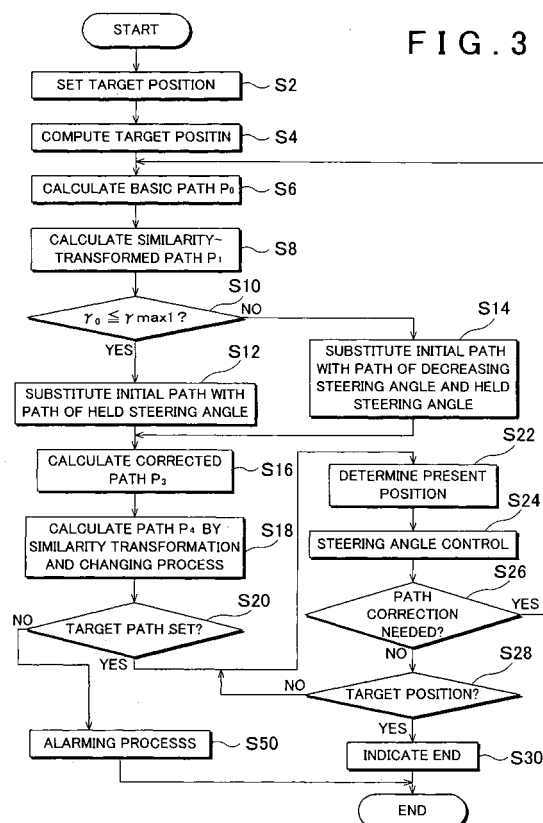 START
FIG. 3
SET TARGET POSITION
S2
COMPUTE TARGET POSITIN
S4
CALCULATE BASIC PATH P0
S6
CALCULATE SIMILARITY-
TRANSFORMED PATH P1
S8
γ0 ≦ γmax1?
S10
NO
YES
S12
SUBSTITUTE INITIAL PATH WITH
PATH OF HELD STEERING ANGLE
S14
SUBSTITUTE INITIAL PATH
WITH PATH OF DECREASING
STEERING ANGLE AND HELD
STEERING ANGLE
CALCULATE CORRECTED
PATH P3
S16
CALCULATE PATH P4 BY
SIMILARITY TRANSFORMATION
AND CHANGING PROCESS
S18
TARGET PATH SET?
S20
NO
YES
S22
DETERMINE PRESENT
POSITION
S24
STEERING ANGLE CONTROL
S26
PATH
CORRECTION
NEEDED?
YES
NO
S28
TARGET POSITION?
NO
YES
ALARMING PROCESSS
S50
INDICATE END
S30
END